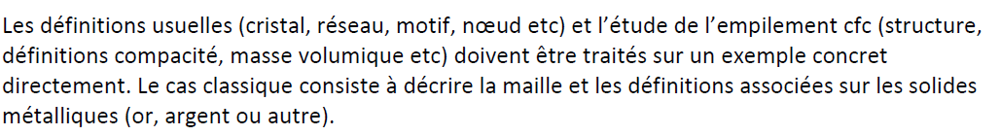 Les définitions usuelles (cristal, réseau, motif, nœud etc) et l’étude de l’empilement cfc (structure,
définitions compacité, masse volumique etc) doivent être traités sur un exemple concret
directement. Le cas classique consiste à décrire la maille et les définitions associées sur les solides
métalliques (or, argent ou autre).